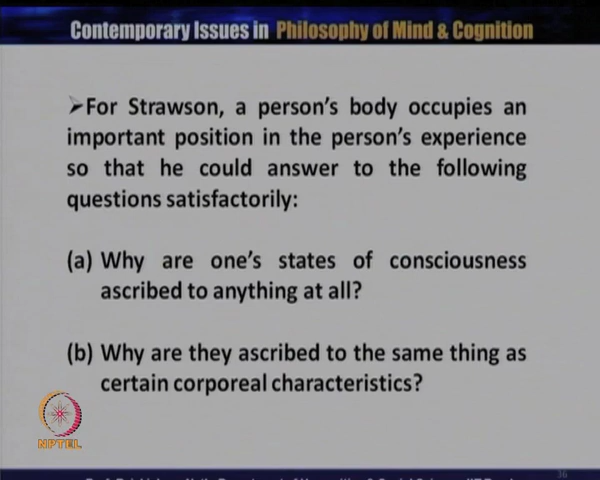 Contemporary Issues in Philosophy of Mind & Cognition
➢For Strawson, a person's body occupies an
important position in the person's experience
so that he could answer to the following
questions satisfactorily:
(a) Why are one's states of consciousness
ascribed to anything at all?
(b) Why are they ascribed to the same thing as
certain corporeal characteristics?
NPTEL
36